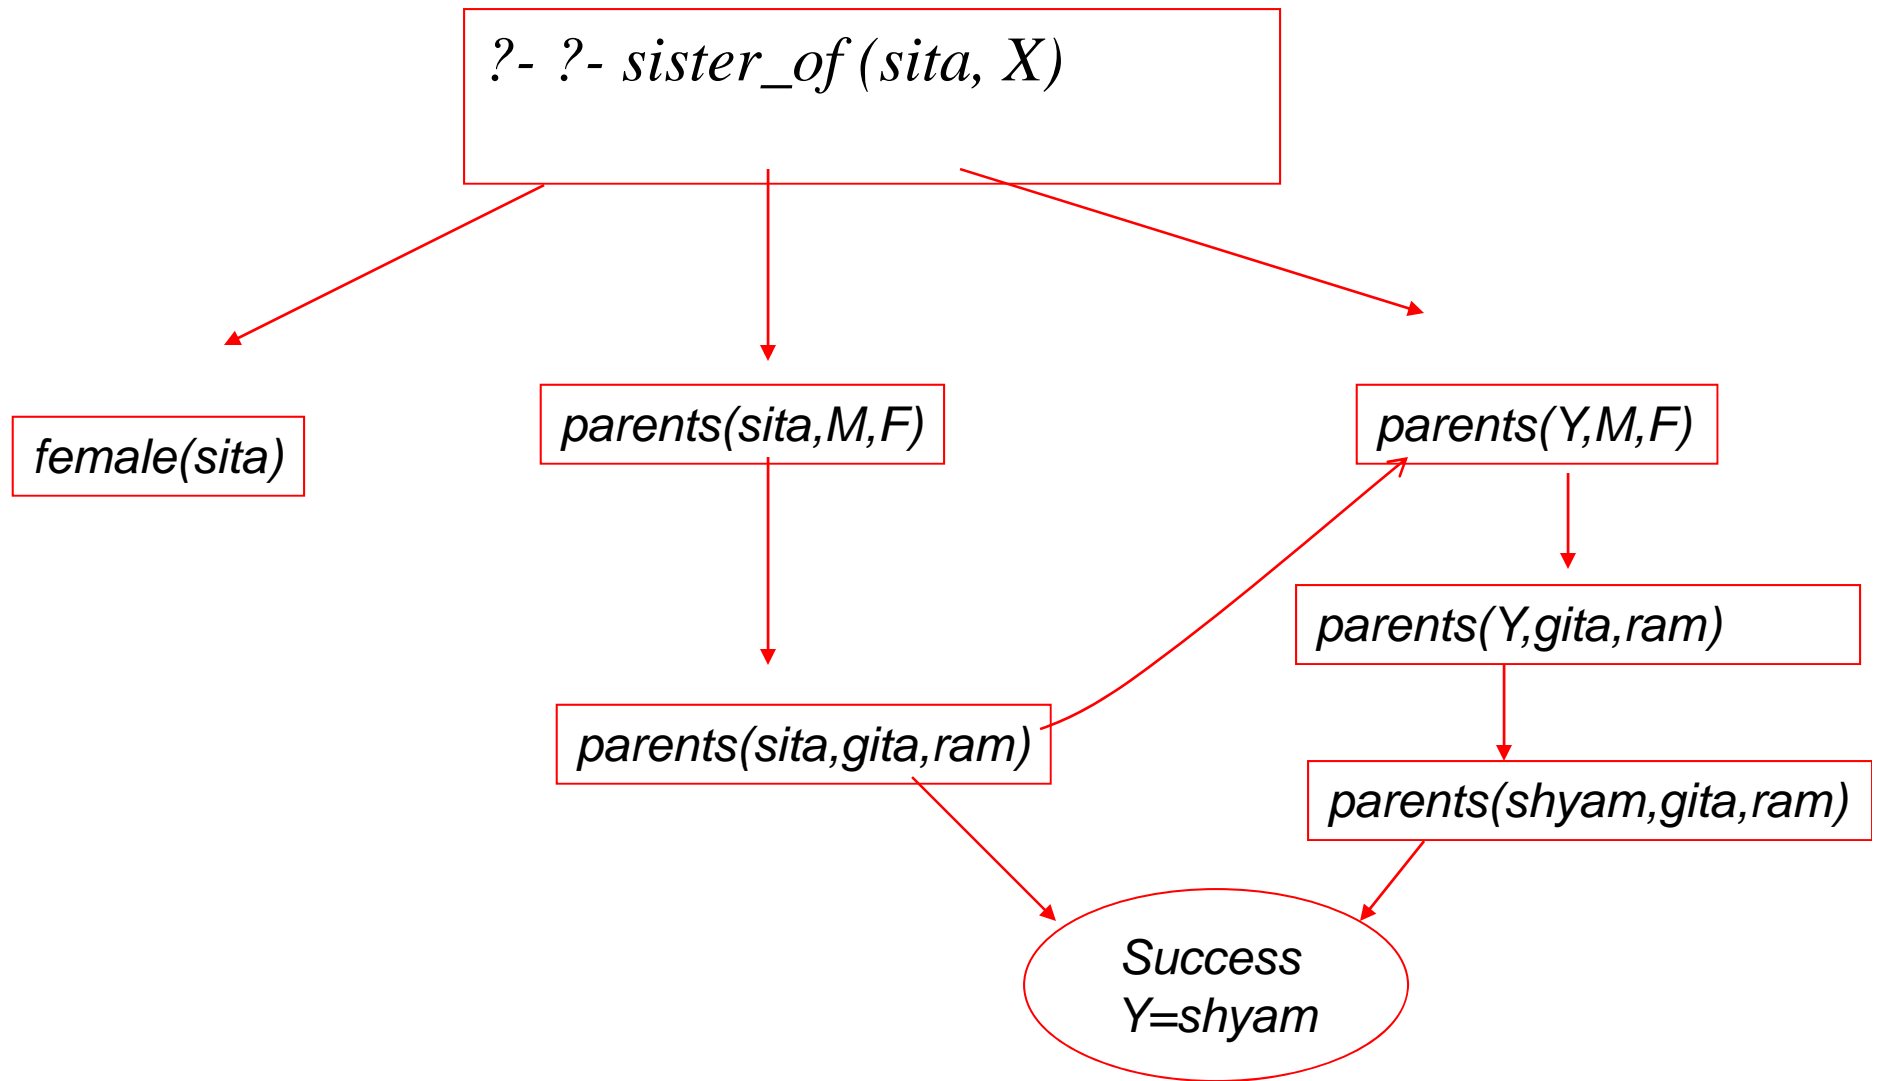 ?- ?- sister_of (sita, X)
female(sita)
parents(sita,M,F)
parents(Y,M,F)
parents(Y,gita,ram)
parents(sita,gita,ram)
parents(shyam,gita,ram)
Success
Y=shyam